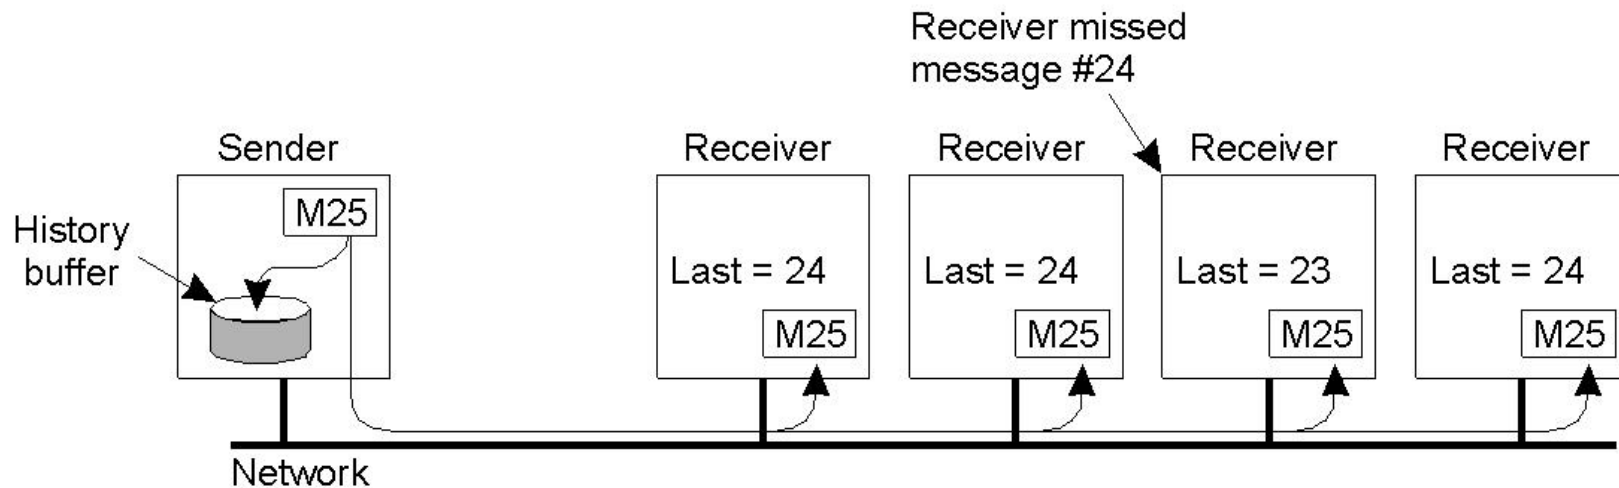 Receiver missed
message #24
Sender
Receiver
Receiver
Receiver
Receiver
History
buffer
M25
Last = 24
Last = 24
Last = 23
Last = 24
M25
M25
M25
M25
Network